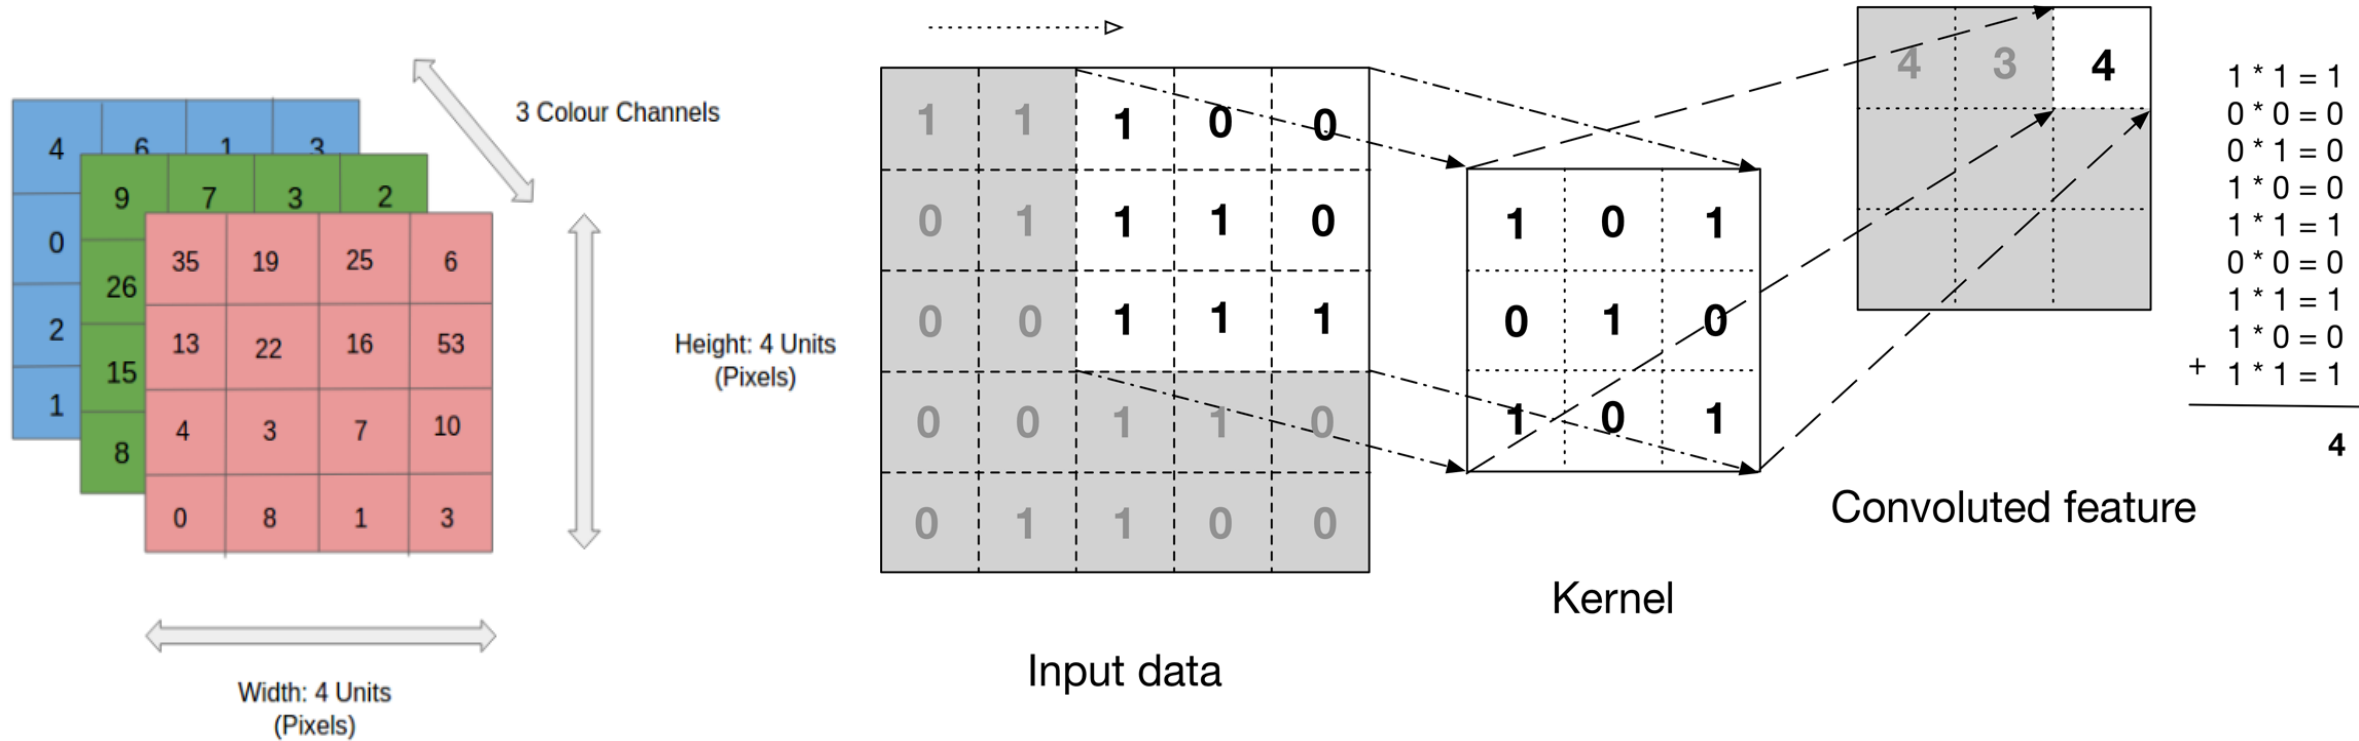 3 Colour Channels
4 6 1 3
0
2
1
9 7 3 2
26
15
8
35 19 25 6
13 22 16 53
4 3 7 10
0 8 1 3
Height: 4 Units
(Pixels)
Width: 4 Units
(Pixels)
1 1 1 0 0
0 1 1 1 0
0 0 1 1 1
0 0 1 1 0
0 1 1 0 0
Input data
1 0 1
0 1 0
1 0 1
Kernel
4 3 4
Convoluted feature
1 * 1 = 1
0 * 0 = 0
0 * 1 = 0
1 * 0 = 0
1 * 1 = 1
0 * 0 = 0
1 * 1 = 1
1 * 0 = 0
+ 1 * 1 = 1
4